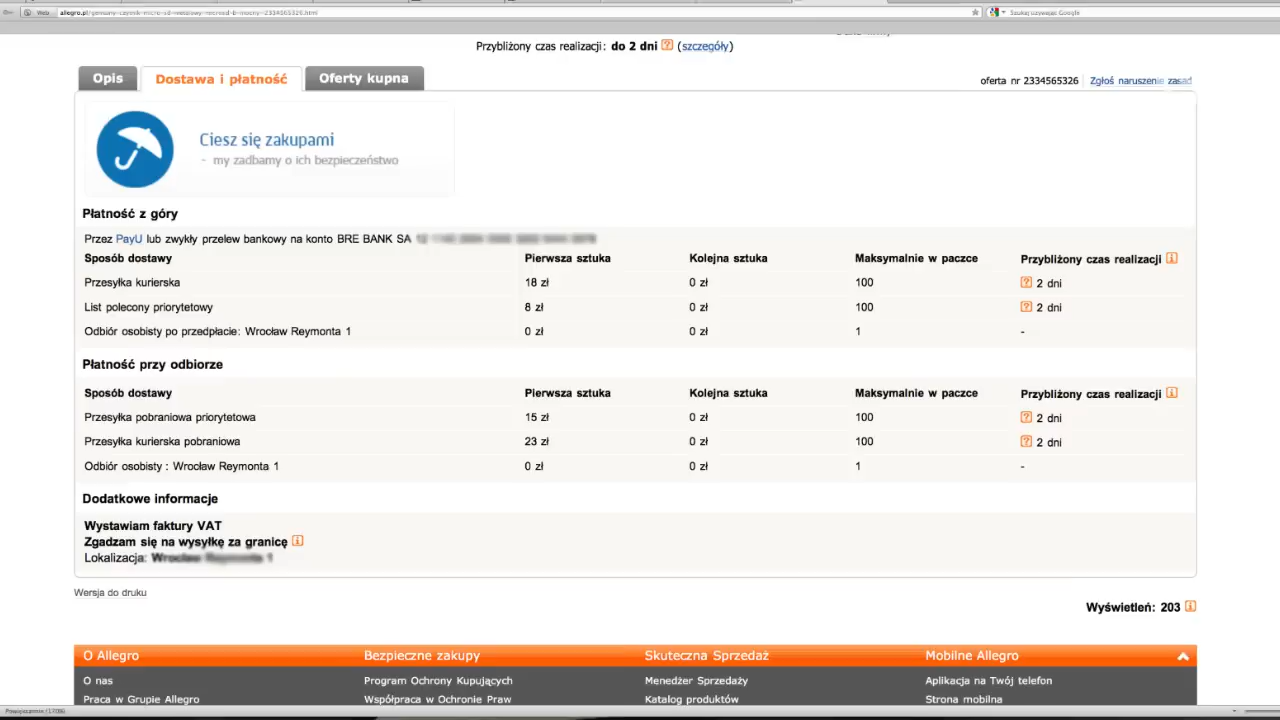 Web
Szukaj używając Google
Przybliżony czas realizacji: do 2 dni (szczegóły)
Opis Dostawa i płatność Oferty kupna
oferta nr 2334565326 Zgłoś naruszenie zasad
Ciesz się zakupami
- my zadbamy o ich bezpieczeństwo
Płatność z góry
Przez PayU lub zwykły przelew bankowy na konto BRE BANK SA
Sposób dostawy Pierwsza sztuka Kolejna sztuka Maksymalnie w paczce Przybliżony czas realizacji
Przesyłka kurierska 18 zł 0 zł 100 2 dni
List polecony priorytetowy 8 zł 0 zł 100 2 dni
Odbiór osobisty po przedpłacie: Wrocław Reymonta 1 0 zł 0 zł 1 -
Płatność przy odbiorze
Sposób dostawy Pierwsza sztuka Kolejna sztuka Maksymalnie w paczce Przybliżony czas realizacji
Przesyłka pobraniowa priorytetowa 15 zł 0 zł 100 2 dni
Przesyłka kurierska pobraniowa 23 zł 0 zł 100 2 dni
Odbiór osobisty : Wrocław Reymonta 1 0 zł 0 zł 1 -
Dodatkowe informacje
Wystawiam faktury VAT
Zgadzam się na wysyłkę za granicę
Lokalizacja:
Wersja do druku
Wyświetleń: 203
O Allegro Bezpieczne zakupy Skuteczna Sprzedaż Mobilne Allegro
O nas Program Ochrony Kupujących Menedżer Sprzedaży Aplikacja na Twój telefon
Praca w Grupie Allegro Współpraca w Ochronie Praw Katalog produktów Strona mobilna